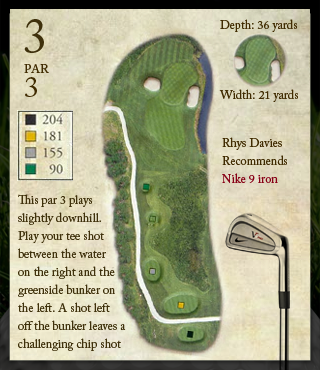 3
PAR
3
204
181
155
90
This par 3 plays
slightly downhill.
Play your tee shot
between the water
on the right and the
greenside bunker on
the left. A shot left
off the bunker leaves a
challenging chip shot
Depth: 36 yards
Width: 21 yards
Rhys Davies
Recommends
Nike 9 iron